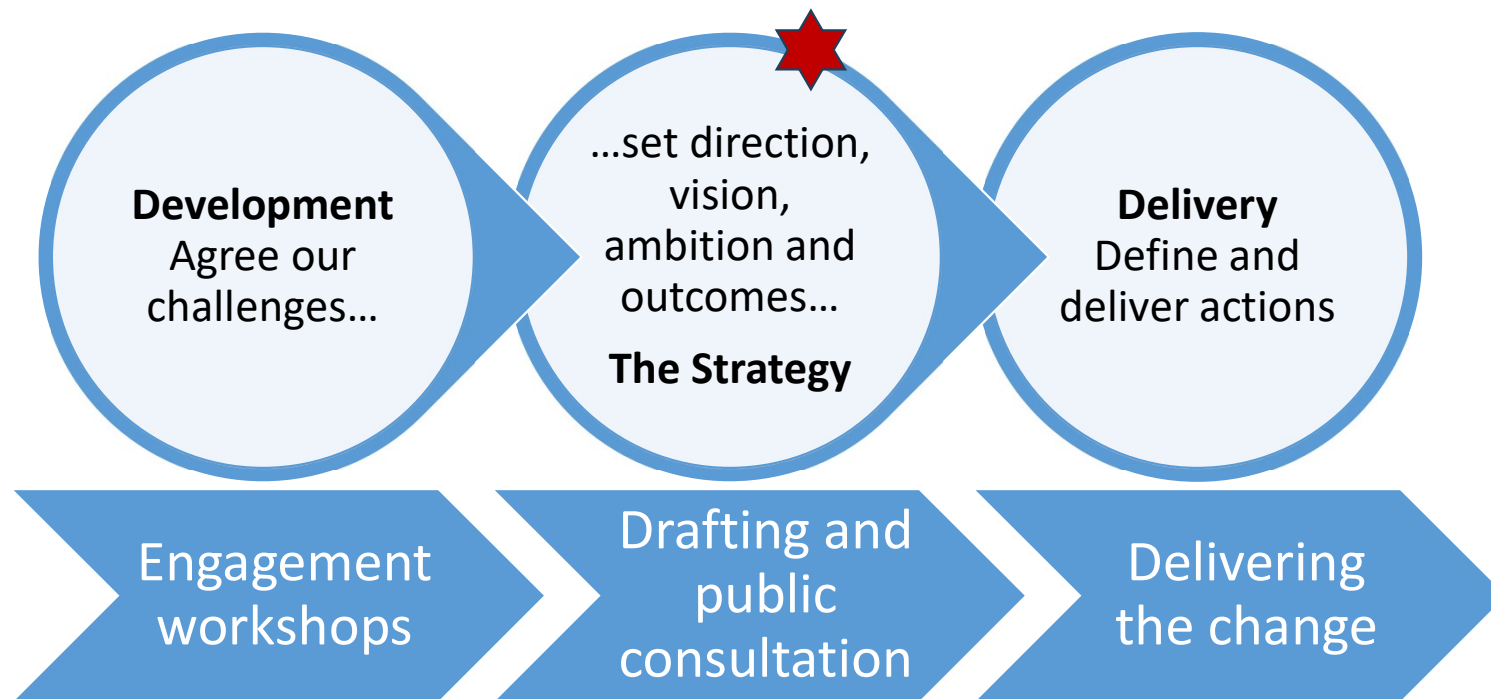 Development
Agree our
challenges...
...set direction,
vision,
ambition and
outcomes...
The Strategy
Delivery
Define and
deliver actions
Engagement
workshops
Drafting and
public
consultation
Delivering
the change